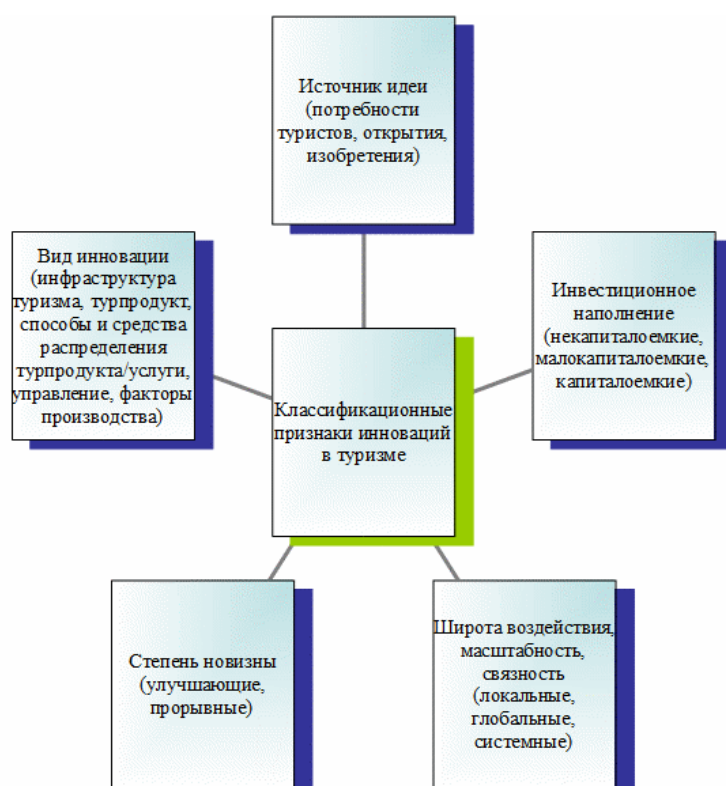 Источник идеи
(потребности
туристов, открытия,
изобретения)
Вид инновации
(инфраструктура
туризма, турпродукт,
способы и средства
распределения
турпродукта/услуги,
управление, факторы
производства)
Инвестиционное
наполнение
(некапиталоемкие,
малокапиталоемкие,
капиталоемкие)
Классификационные
признаки инноваций
в туризме
Степень новизны
(улучшающие,
прорывные)
Широта воздействия,
масштабность,
связность
(локальные,
глобальные,
системные)